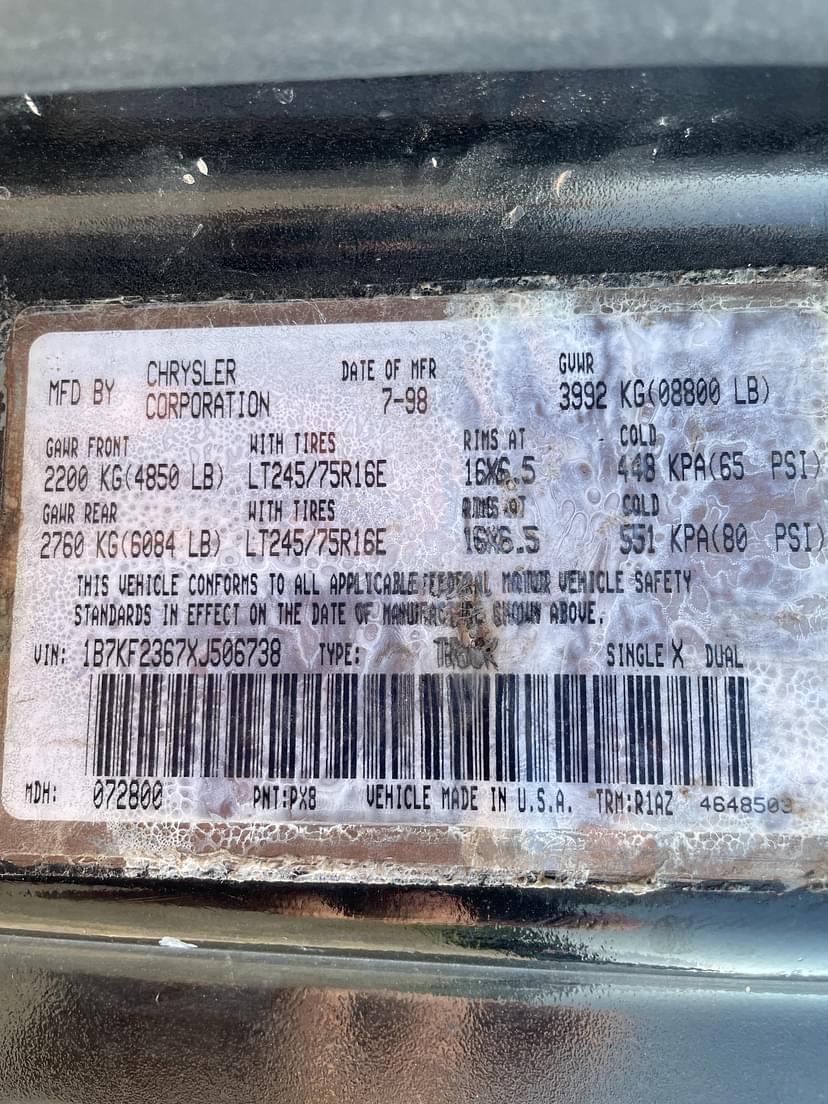 MFD BY CHRYSLER CORPORATION DATE OF MFR 7-98 GVWR 3992 KG(08800 LB)
GAWR FRONT WITH TIRES RIMS AT COLD
2200 KG(4850 LB) LT245/75R16E 16X6.5 448 KPA(65 PSI)
GAWR REAR WITH TIRES RIMS AT COLD
2760 KG(6084 LB) LT245/75R16E 16X6.5 551 KPA(80 PSI)
THIS VEHICLE CONFORMS TO ALL APPLICABLE FEDERAL MOTOR VEHICLE SAFETY
STANDARDS IN EFFECT ON THE DATE OF MANUFACTURE SHOWN ABOVE.
VIN: 1B7KF2367XJ506738 TYPE: TRUCK SINGLE X DUAL
MDH: 072800 PNT:PX8 VEHICLE MADE IN U.S.A. TRM:R1AZ